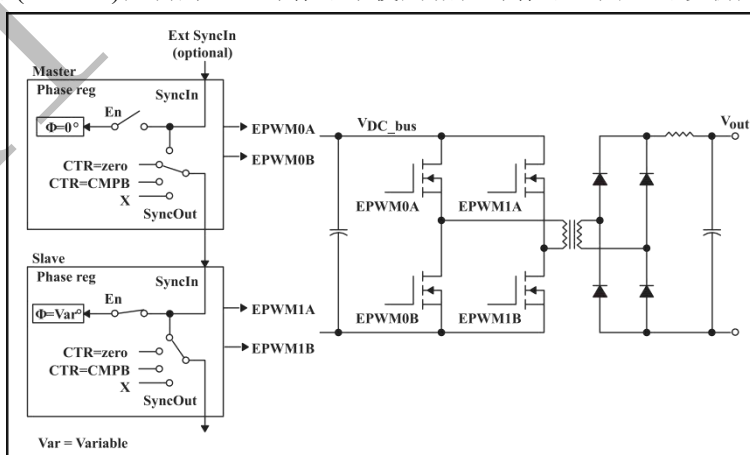 Ext SyncIn
(optional)
Master
Phase reg
SyncIn
En
Φ=0°
EPWM0A
EPWM0B
CTR=zero
CTR=CMPB
X
SyncOut
Slave
Phase reg
SyncIn
En
Φ=Var°
EPWM1A
EPWM1B
CTR=zero
CTR=CMPB
X
SyncOut
Var = Variable
VDC_bus
Vout
EPWM0A
EPWM1A
EPWM0B
EPWM1B